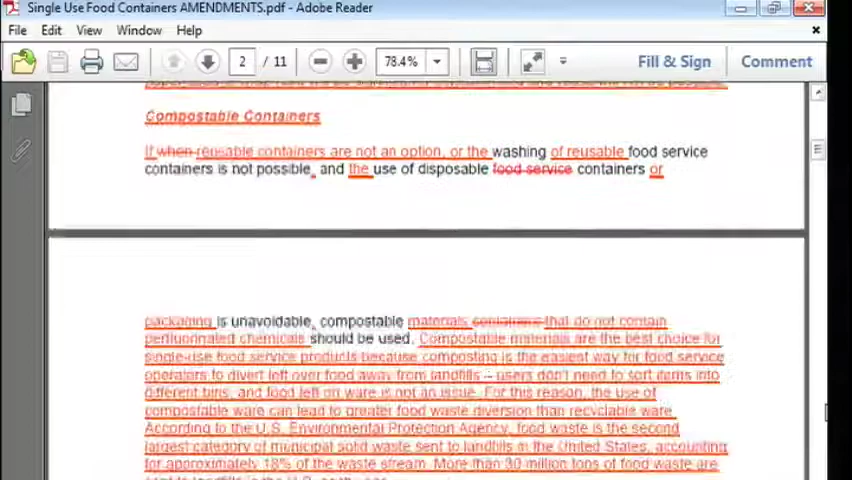 Single Use Food Containers AMENDMENTS.pdf - Adobe Reader
File Edit View Window Help
2 / 11 78.4% Fill & Sign Comment
Compostable Containers
If when reusable containers are not an option, or the washing of reusable food service
containers is not possible, and the use of disposable food service containers or
packaging is unavoidable, compostable materials containers that do not contain
perfluorinated chemicals should be used. Compostable materials are the best choice for
single-use food service products because composting is the easiest way for food service
operators to divert left over food away from landfills – users don't need to sort items into
different bins, and food left on ware is not an issue. For this reason, the use of
compostable ware can lead to greater food waste diversion than recyclable ware.
According to the U.S. Environmental Protection Agency, food waste is the second
largest category of municipal solid waste sent to landfills in the United States, accounting
for approximately 18% of the waste stream. More than 30 million tons of food waste are